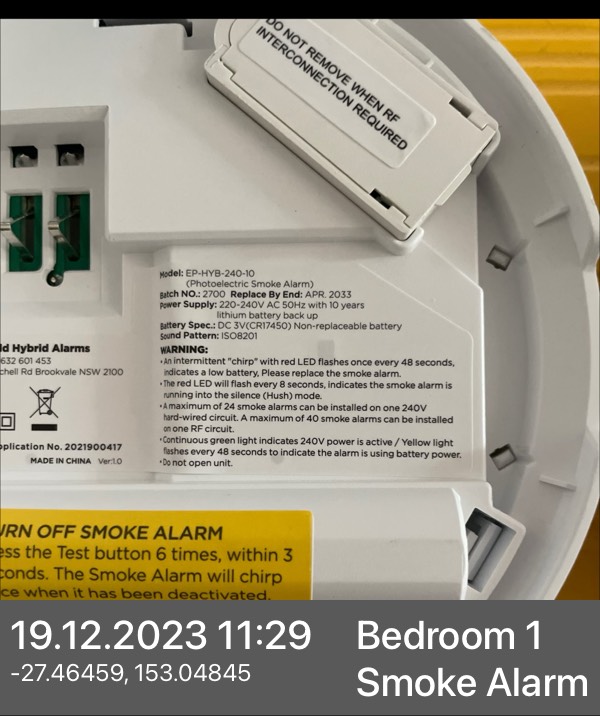 DO NOT REMOVE WHEN RF
INTERCONNECTION REQUIRED
Model: EP-HYB-240-10
(Photoelectric Smoke Alarm)
Batch NO.: 2700 Replace By End: APR. 2033
Power Supply: 220-240V AC 50Hz with 10 years
lithium battery back up
Battery Spec.: DC 3V(CR17450) Non-replaceable battery
Sound Pattern: ISO8201
WARNING:
•An intermittent "chirp" with red LED flashes once every 48 seconds,
indicates a low battery, Please replace the smoke alarm.
•The red LED will flash every 8 seconds, indicates the smoke alarm is
running into the silence (Hush) mode.
•A maximum of 24 smoke alarms can be installed on one 240V
hard-wired circuit. A maximum of 40 smoke alarms can be installed
on one RF circuit.
•Continuous green light indicates 240V power is active / Yellow light
flashes every 48 seconds to indicate the alarm is using battery power.
•Do not open unit.
ld Hybrid Alarms
632 601 453
chell Rd Brookvale NSW 2100
pplication No. 2021900417
MADE IN CHINA Ver:1.0
URN OFF SMOKE ALARM
ess the Test button 6 times, within 3
conds. The Smoke Alarm will chirp
ce when it has been deactivated.
19.12.2023 11:29
-27.46459, 153.04845
Bedroom 1
Smoke Alarm